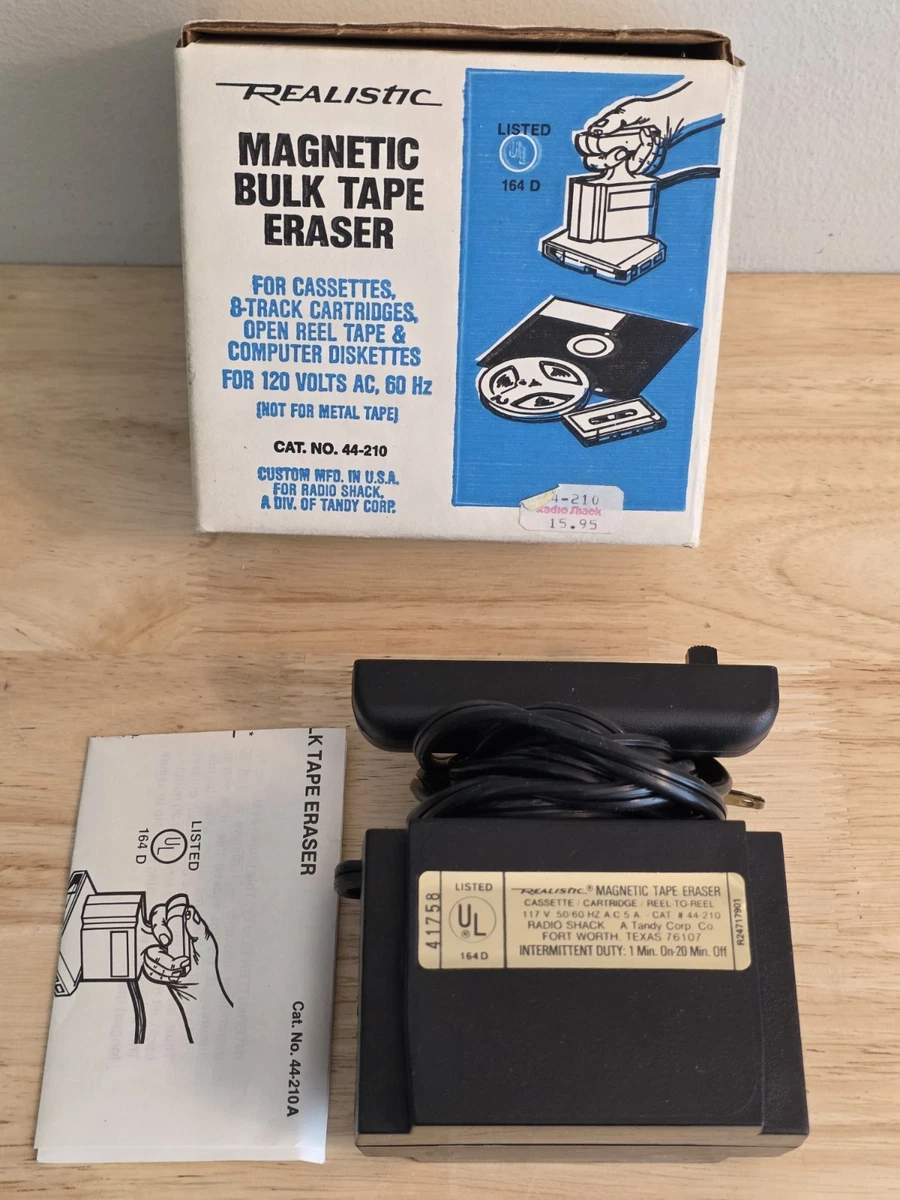 REALISTIC
MAGNETIC
BULK TAPE
ERASER
FOR CASSETTES,
8-TRACK CARTRIDGES,
OPEN REEL TAPE &
COMPUTER DISKETTES
FOR 120 VOLTS AC, 60 Hz
(NOT FOR METAL TAPE)
CAT. NO. 44-210
CUSTOM MFD. IN U.S.A.
FOR RADIO SHACK,
A DIV. OF TANDY CORP.
LISTED
UL
164 D
4-210
Radio Shack
15.95
LK TAPE ERASER
LISTED
UL
164 D
Cat. No. 44-210A
41758
LISTED
UL
®
164D
REALISTIC® MAGNETIC TAPE ERASER
CASSETTE / CARTRIDGE / REEL-TO-REEL
117 V 50/60 HZ A C 5 A - CAT # 44-210
RADIO SHACK A Tandy Corp. Co.
FORT WORTH, TEXAS 76107
INTERMITTENT DUTY: 1 Min. On-20 Min. Off